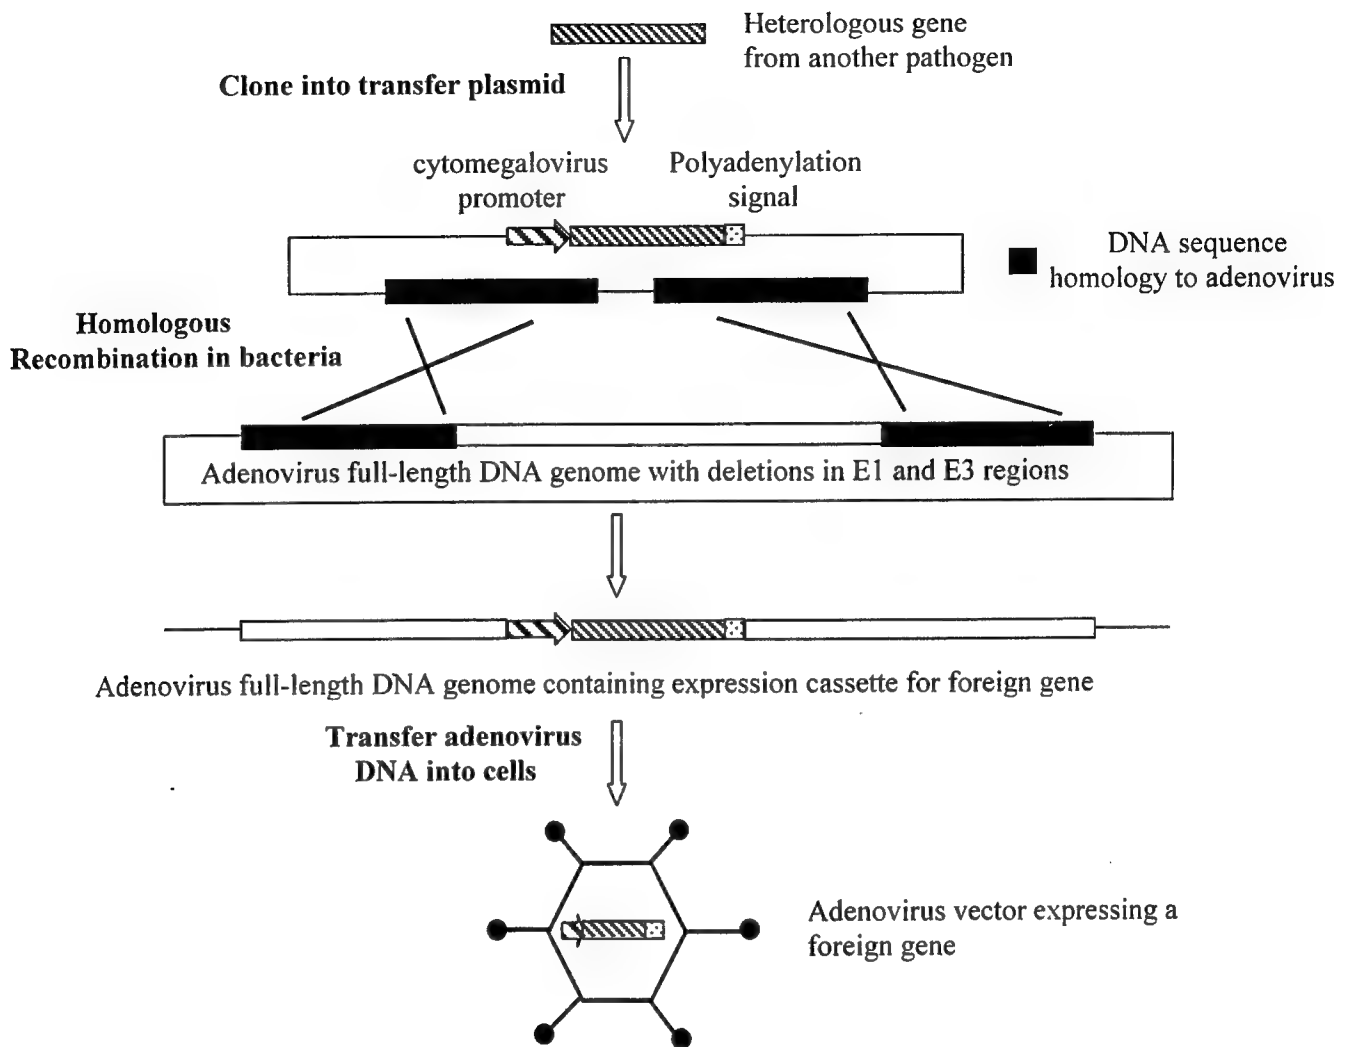 Heterologous gene
from another pathogen
Clone into transfer plasmid
cytomegalovirus
promoter
Polyadenylation
signal
DNA sequence
homology to adenovirus
Homologous
Recombination in bacteria
Adenovirus full-length DNA genome with deletions in E1 and E3 regions
Adenovirus full-length DNA genome containing expression cassette for foreign gene
Transfer adenovirus
DNA into cells
Adenovirus vector expressing a
foreign gene